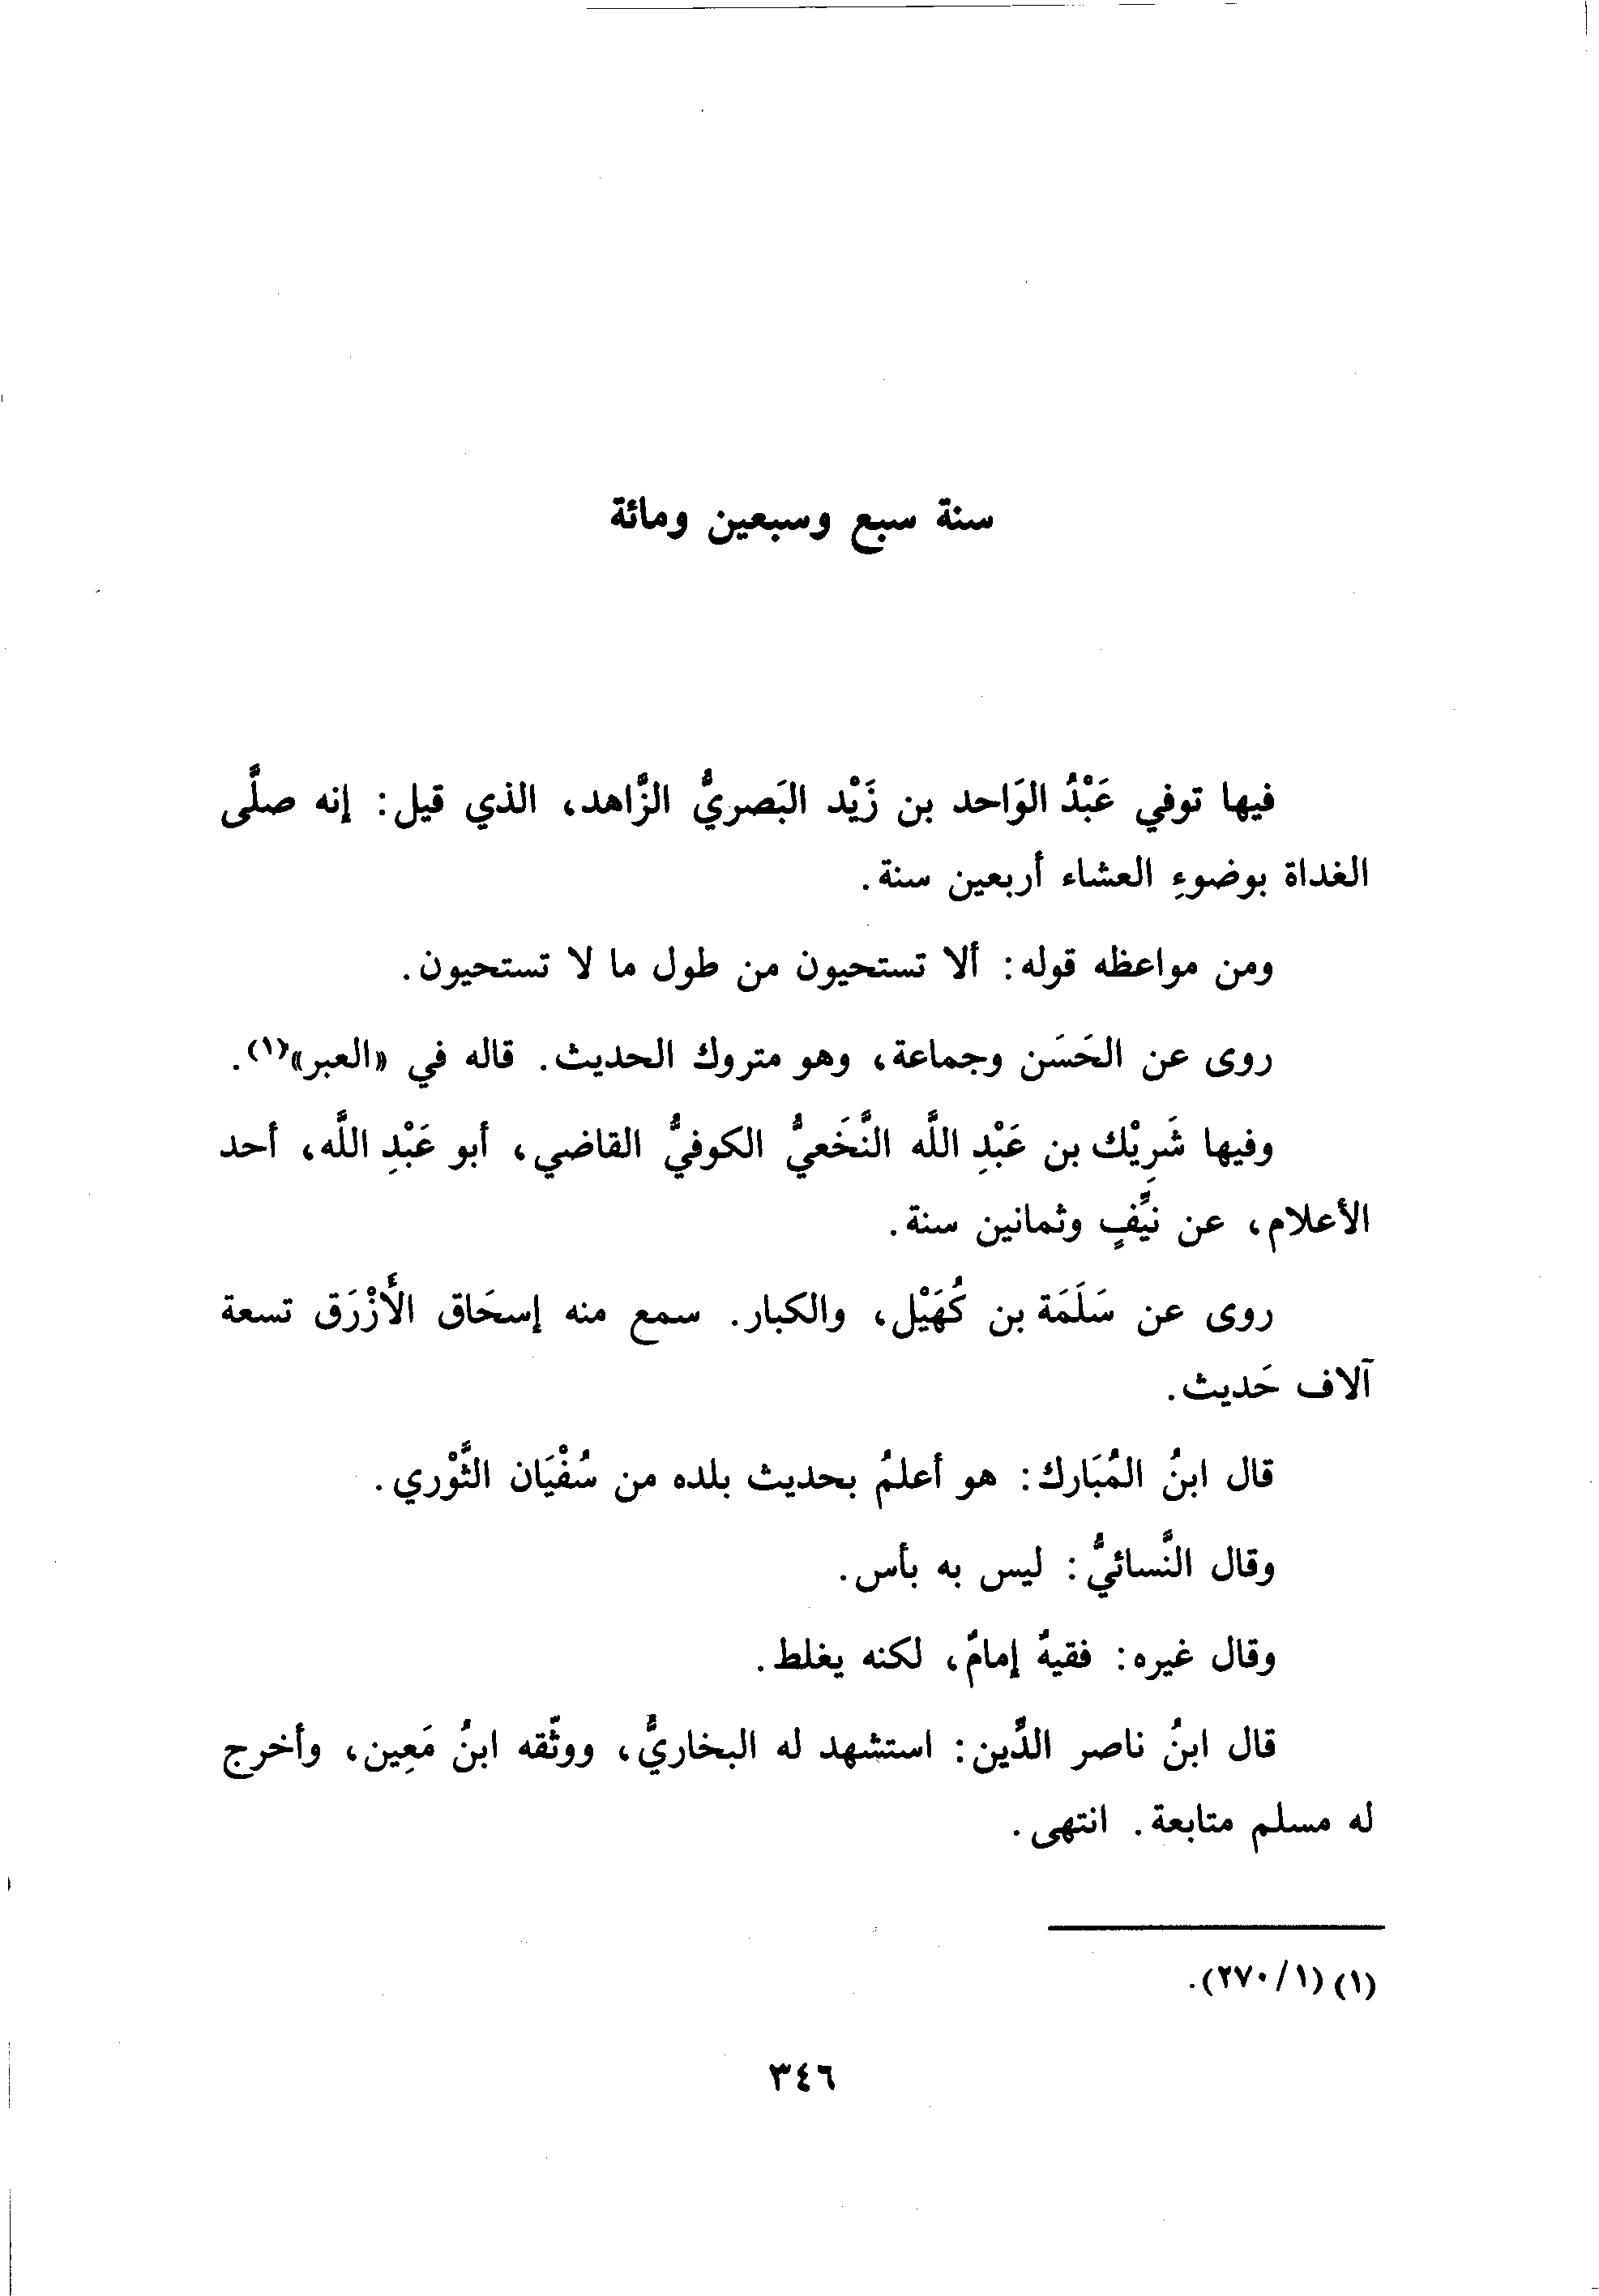 سنة سبع وسبعين ومائة
فيها توفي عَبْدُ الوَاحد بن زَيْد البَصريُّ الزَّاهد، الذي قيل: إنه صلَّى
الغداة بوضوءِ العشاء أربعين سنة.
ومن مواعظه قوله: ألا تستحيون من طول ما لا تستحيون.
روى عن الحَسَن وجماعة، وهو متروك الحديث. قاله في «العبر»(١).
وفيها شَرِيْك بن عَبْدِ اللَّه النَّخَعيُّ الكوفيُّ القاضي، أبو عَبْدِ اللَّه، أحد
الأعلام، عن نَيِّفٍ وثمانين سنة.
روى عن سَلَمَة بن كُهَيْل، والكبار. سمع منه إسحَاق الأَزْرَق تسعة
آلاف حَديث.
قال ابنُ المُبَارك: هو أعلمُ بحديث بلده من سُفْيَان الثَّوْري.
وقال النَّسائيُّ: ليس به بأس.
وقال غيره: فقيهٌ إمامٌ، لكنه يغلط.
قال ابنُ ناصر الدِّين: استشهد له البخاريُّ، ووثّقه ابنُ مَعِين، وأخرج
له مسلم متابعة. انتهى.
(١) (١/ ٢٧٠).
٣٤٦